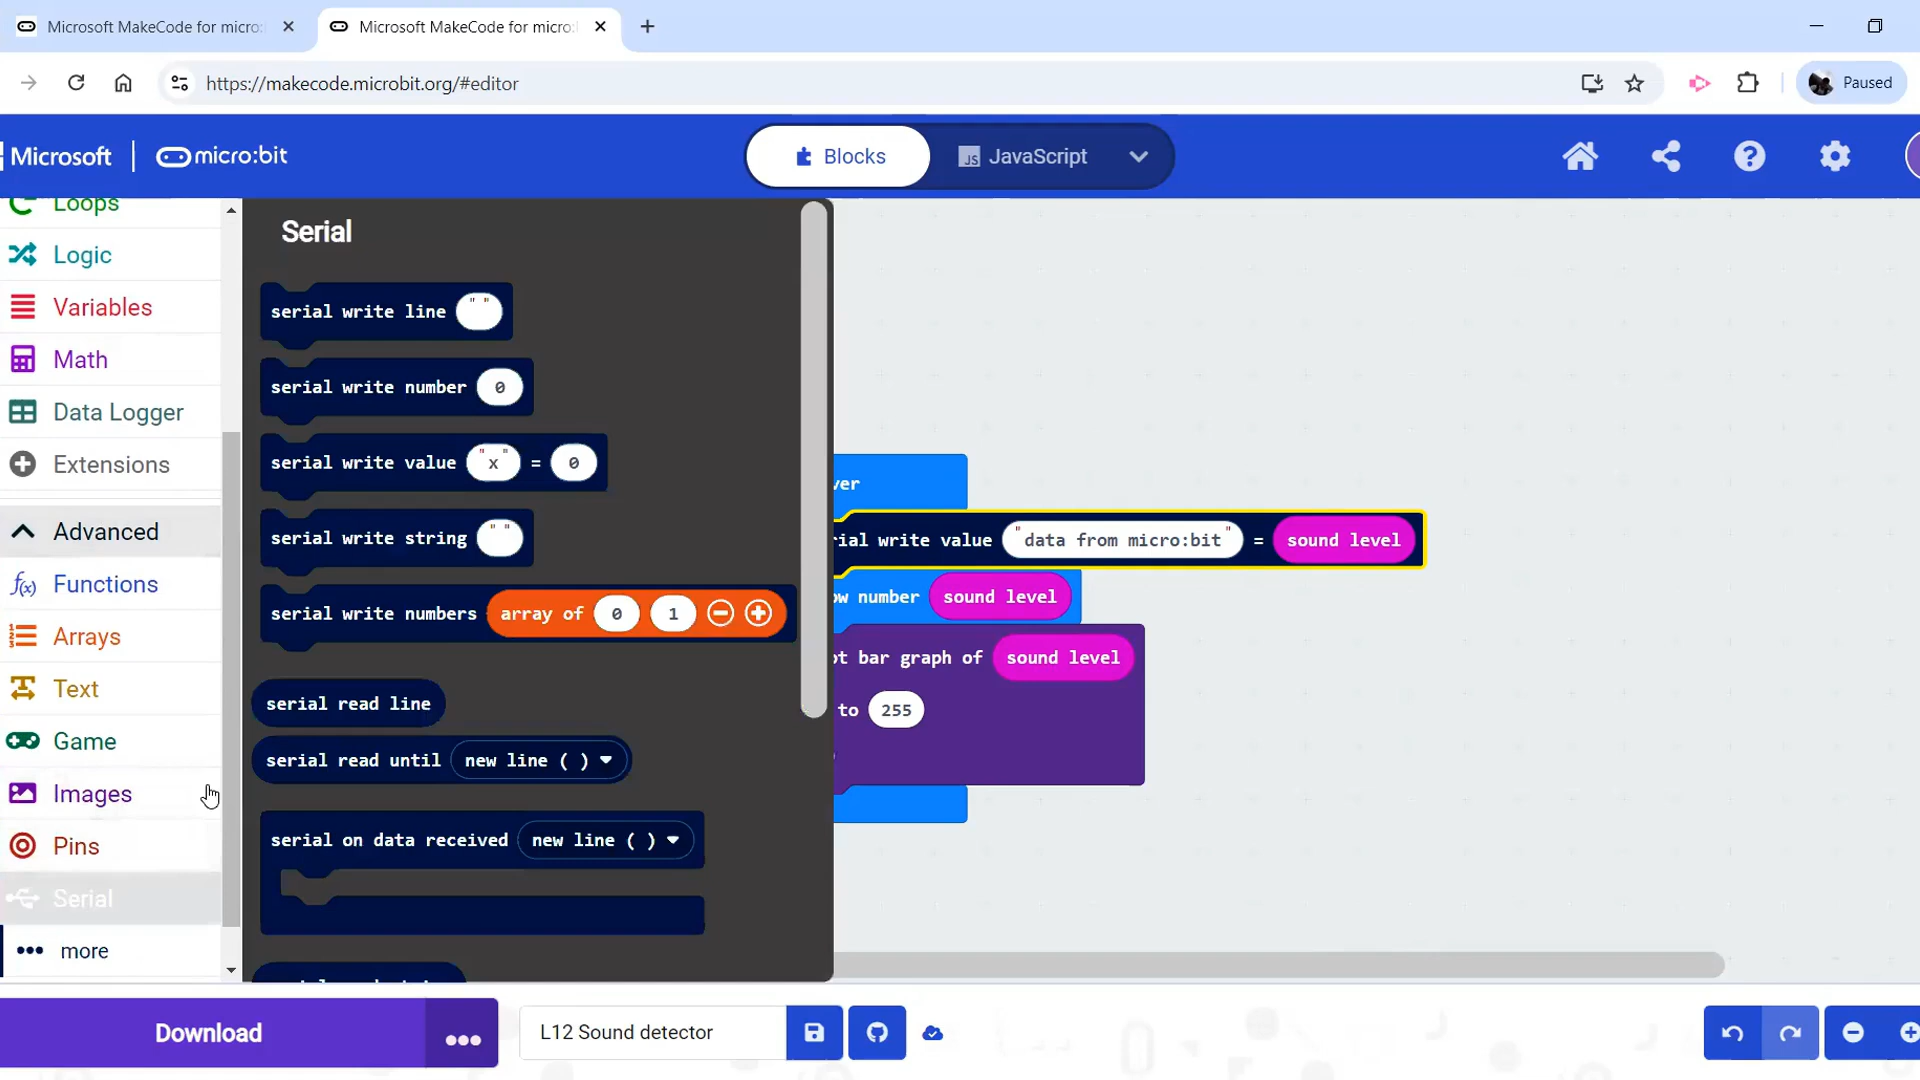 Microsoft MakeCode for micro:
Microsoft MakeCode for micro:
https://makecode.microbit.org/#editor
Paused
Microsoft
micro:bit
Blocks
JS JavaScript
Loops
Logic
Variables
Math
Data Logger
Extensions
Advanced
Functions
Arrays
Text
Game
Images
Pins
Serial
more
Serial
serial write line " "
serial write number 0
serial write value "x" = 0
serial write string " "
serial write numbers array of 0 1
serial read line
serial read until new line ( )
serial on data received new line ( )
ver
rial write value "data from micro:bit" = sound level
ow number sound level
ot bar graph of sound level
to 255
Download
L12 Sound detector